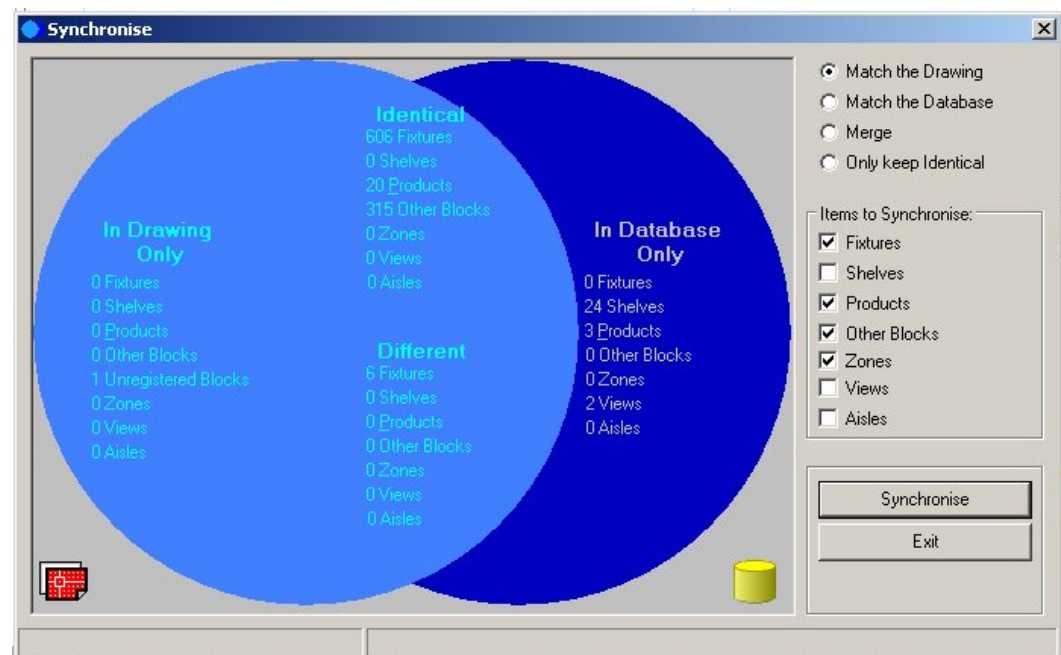 Synchronise
Identical
606 Fixtures
0 Shelves
20 Products
315 Other Blocks
0 Zones
0 Views
0 Aisles
In Drawing
Only
0 Fixtures
0 Shelves
0 Products
0 Other Blocks
1 Unregistered Blocks
0 Zones
0 Views
0 Aisles
Different
6 Fixtures
0 Shelves
0 Products
0 Other Blocks
0 Zones
0 Views
0 Aisles
In Database
Only
0 Fixtures
24 Shelves
3 Products
0 Other Blocks
0 Zones
2 Views
0 Aisles
Match the Drawing
Match the Database
Merge
Only keep Identical
Items to Synchronise:
Fixtures
Shelves
Products
Other Blocks
Zones
Views
Aisles
Synchronise
Exit